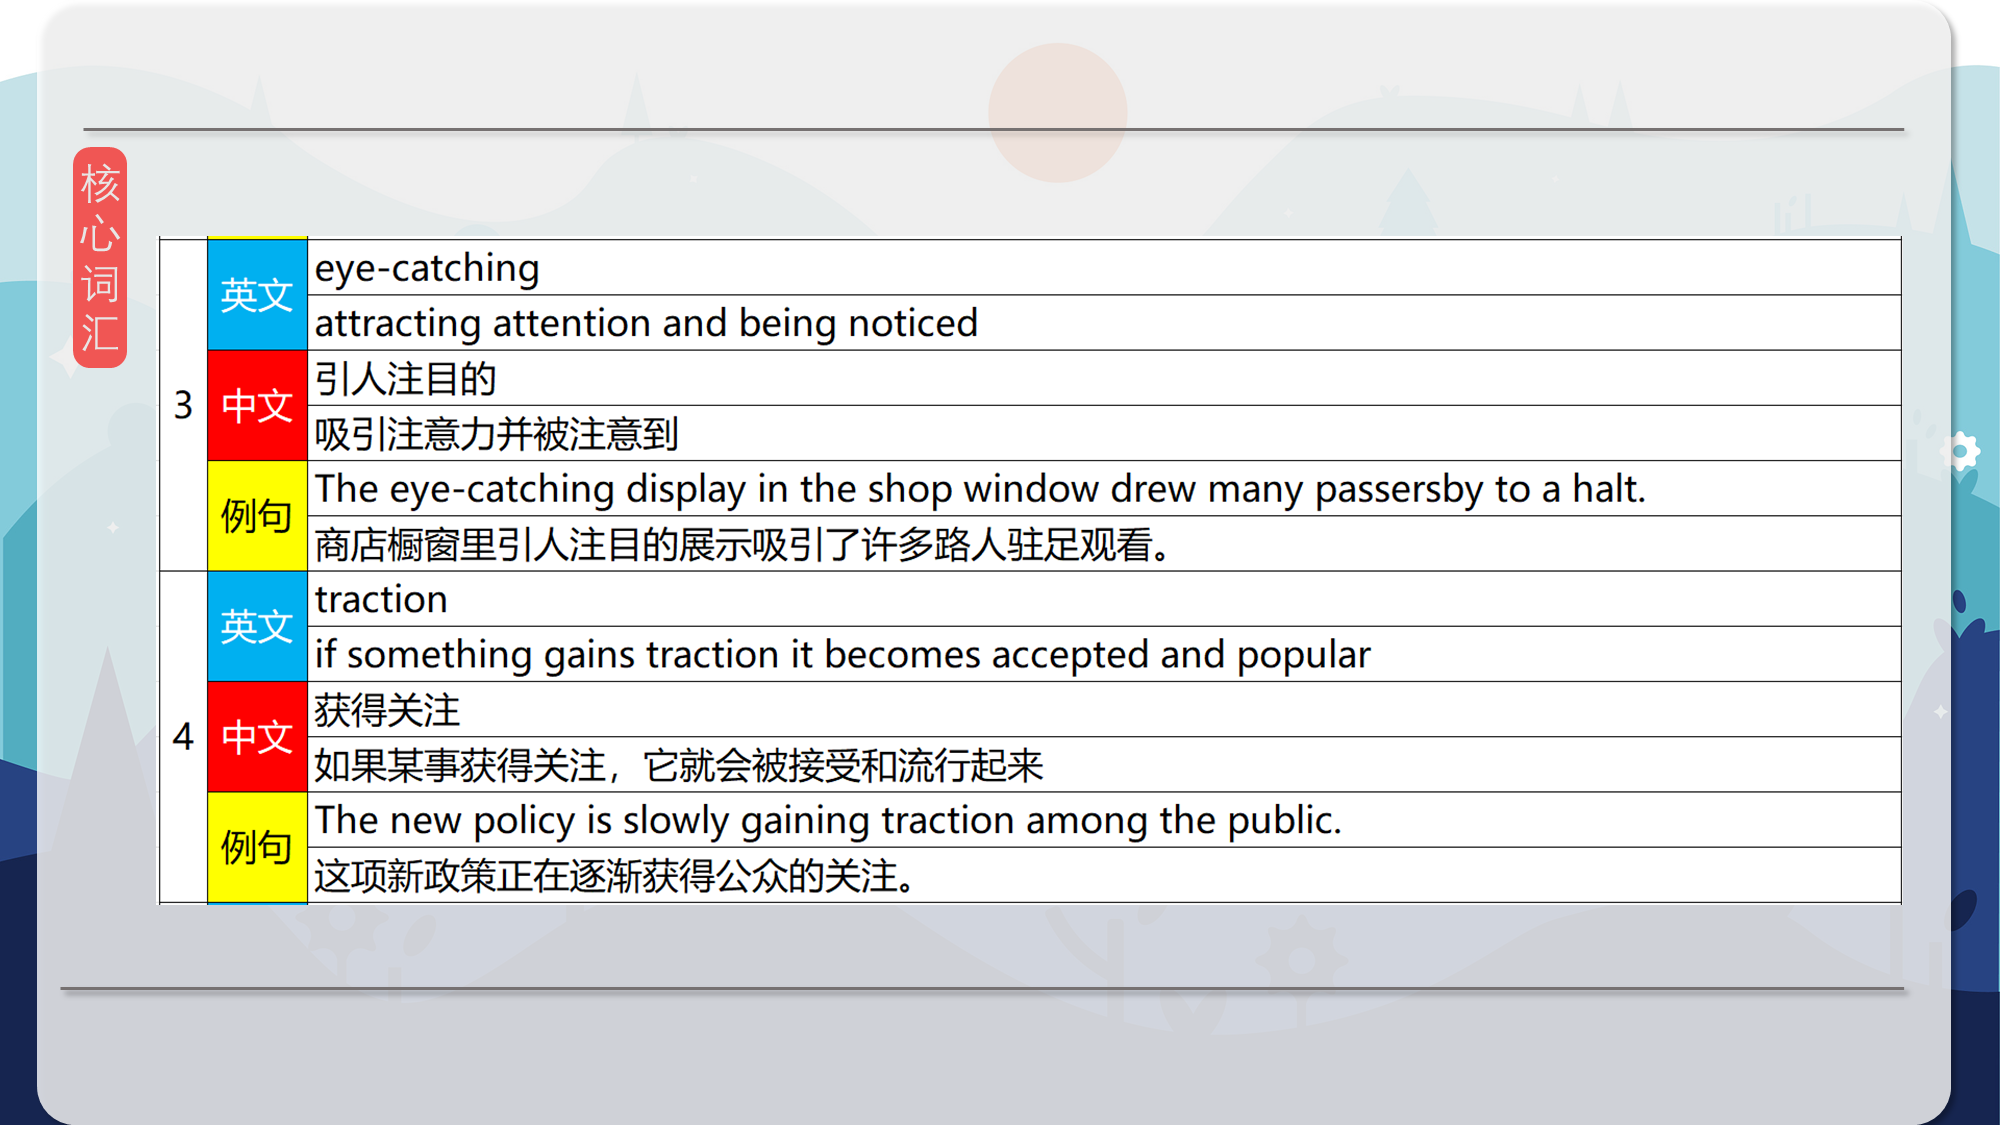 核心词汇
3
英文
eye-catching
attracting attention and being noticed
中文
引人注目的
吸引注意力并被注意到
例句
The eye-catching display in the shop window drew many passersby to a halt.
商店橱窗里引人注目的展示吸引了许多路人驻足观看。
4
英文
traction
if something gains traction it becomes accepted and popular
中文
获得关注
如果某事获得关注，它就会被接受和流行起来
例句
The new policy is slowly gaining traction among the public.
这项新政策正在逐渐获得公众的关注。